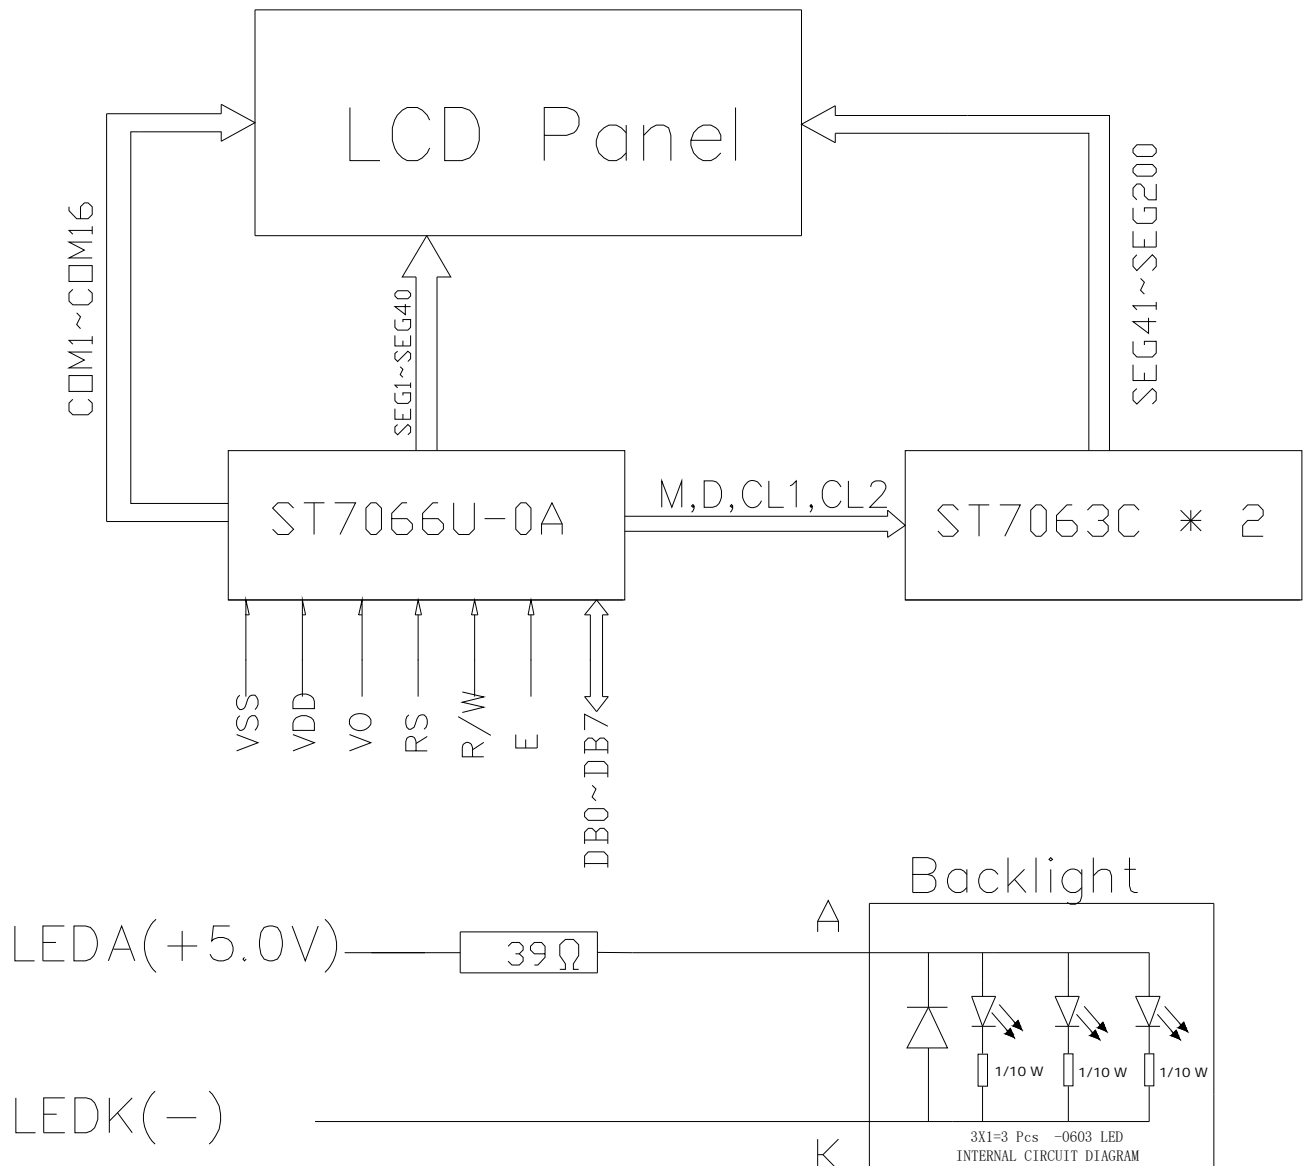 LCD Panel
COM1~COM16
SEG1~SEG40
SEG41~SEG200
ST7066U-0A
M,D,CL1,CL2
ST7063C * 2
VSS
VDD
VO
RS
R/W
E
DB0~DB7
Backlight
A
LEDA(+5.0V)
39Ω
1/10 W
1/10 W
1/10 W
LEDK(-)
K
3X1=3 Pcs -0603 LED
INTERNAL CIRCUIT DIAGRAM